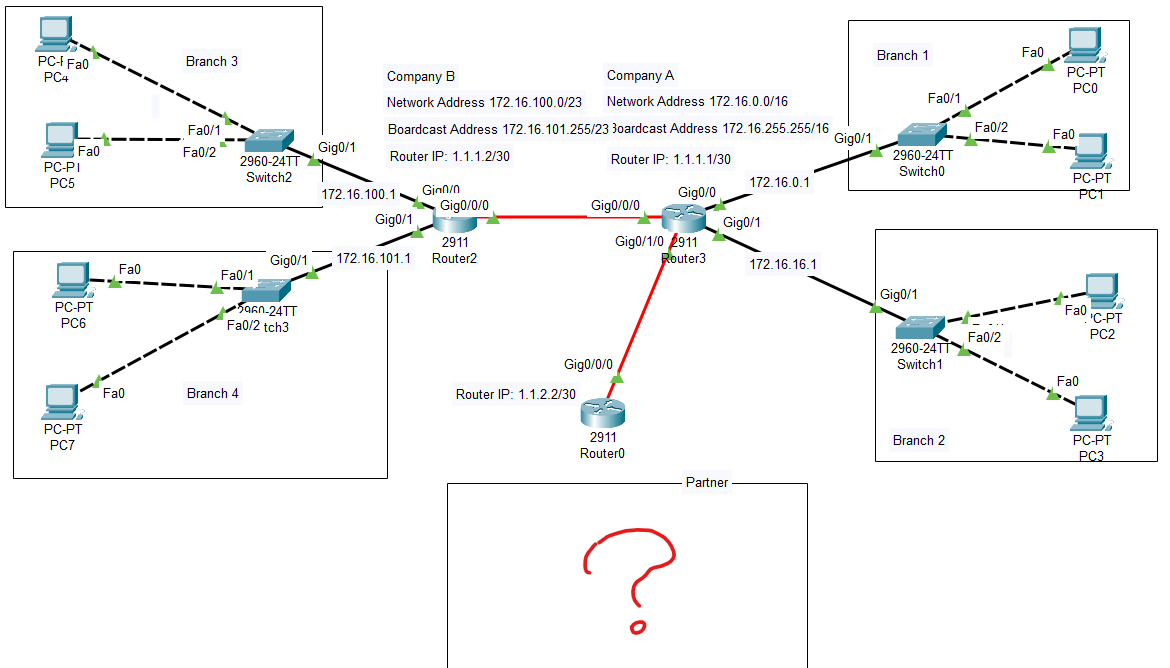 Branch 3
Fa0
PC4
Fa0/1
Fa0/2
Fa0
PC5
2960-24TT
Switch2
Gig0/1
172.16.100.1
Company B
Network Address 172.16.100.0/23
Boardcast Address 172.16.101.255/23
Router IP: 1.1.1.2/30
Company A
Network Address 172.16.0.0/16
Boardcast Address 172.16.255.255/16
Router IP: 1.1.1.1/30
Branch 1
Fa0
PC-PT
PC0
Fa0/1
Fa0/2
Fa0
PC-PT
PC1
Gig0/1
2960-24TT
Switch0
172.16.0.1
Gig0/0
Gig0/0/0
Gig0/1
2911
Router2
Gig0/0/0
Gig0/0
Gig0/1
Gig0/1/0
2911
Router3
172.16.101.1
Gig0/1
Fa0
PC-PT
PC6
Fa0/1
Fa0/2
2960-24TT
Fa0
PC-PT
PC7
Branch 4
172.16.16.1
Gig0/1
2960-24TT
Switch1
Fa0/2
Fa0
PC2
Fa0
PC-PT
PC3
Branch 2
Gig0/0/0
Router IP: 1.1.2.2/30
2911
Router0
Partner
?